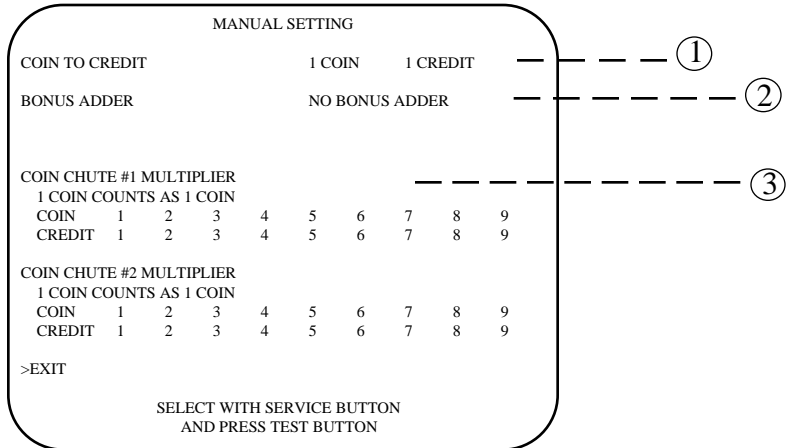 MANUAL SETTING
COIN TO CREDIT 1 COIN 1 CREDIT 1
BONUS ADDER NO BONUS ADDER 2
COIN CHUTE #1 MULTIPLIER 3
1 COIN COUNTS AS 1 COIN
COIN 1 2 3 4 5 6 7 8 9
CREDIT 1 2 3 4 5 6 7 8 9
COIN CHUTE #2 MULTIPLIER
1 COIN COUNTS AS 1 COIN
COIN 1 2 3 4 5 6 7 8 9
CREDIT 1 2 3 4 5 6 7 8 9
>EXIT
SELECT WITH SERVICE BUTTON
AND PRESS TEST BUTTON